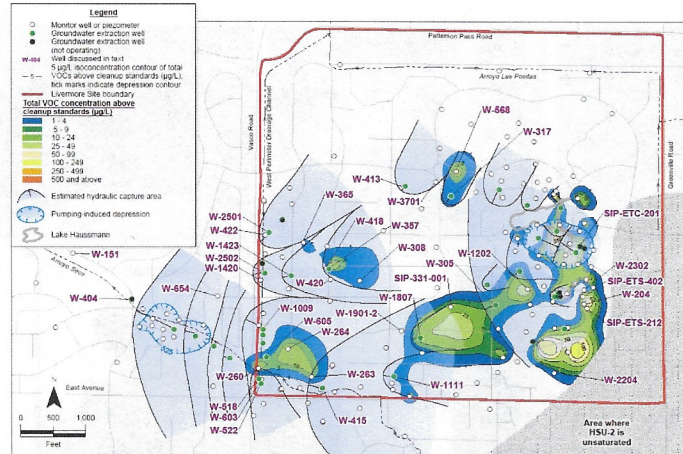 Legend
Monitor well or piezometer
Groundwater extraction well
Groundwater extraction well
(not operating)
W-404 Well discussed in text
5 5 µg/L isoconcentration contour of total
VOCs above cleanup standards (µg/L),
tick marks indicate depression contour
Livermore Site boundary
Total VOC concentration above
cleanup standards (µg/L)
1 - 4
5 - 9
10 - 24
25 - 49
50 - 99
100 - 249
250 - 499
500 and above
Estimated hydraulic capture area
Pumping-induced depression
Lake Haussmann
Patterson Pass Road
Arroyo Las Positas
Vasco Road
West Perimeter Drainage Channel
Greenville Road
W-568
W-317
W-413
W-3701
W-365
SIP-ETC-201
W-2501
W-418
W-422
W-357
W-1423
W-151
W-308
W-1202
W-2502
W-305
W-2302
W-1420
Arroyo Seco
W-420
SIP-331-001
SIP-ETS-402
W-654
W-204
W-404
W-1807
W-1009
W-1901-2
SIP-ETS-212
W-605
W-264
East Avenue
W-260
W-263
W-1111
W-2204
W-518
W-603
W-415
W-522
N
0 500 1,000
Feet
Area where
HSU-2 is
unsaturated